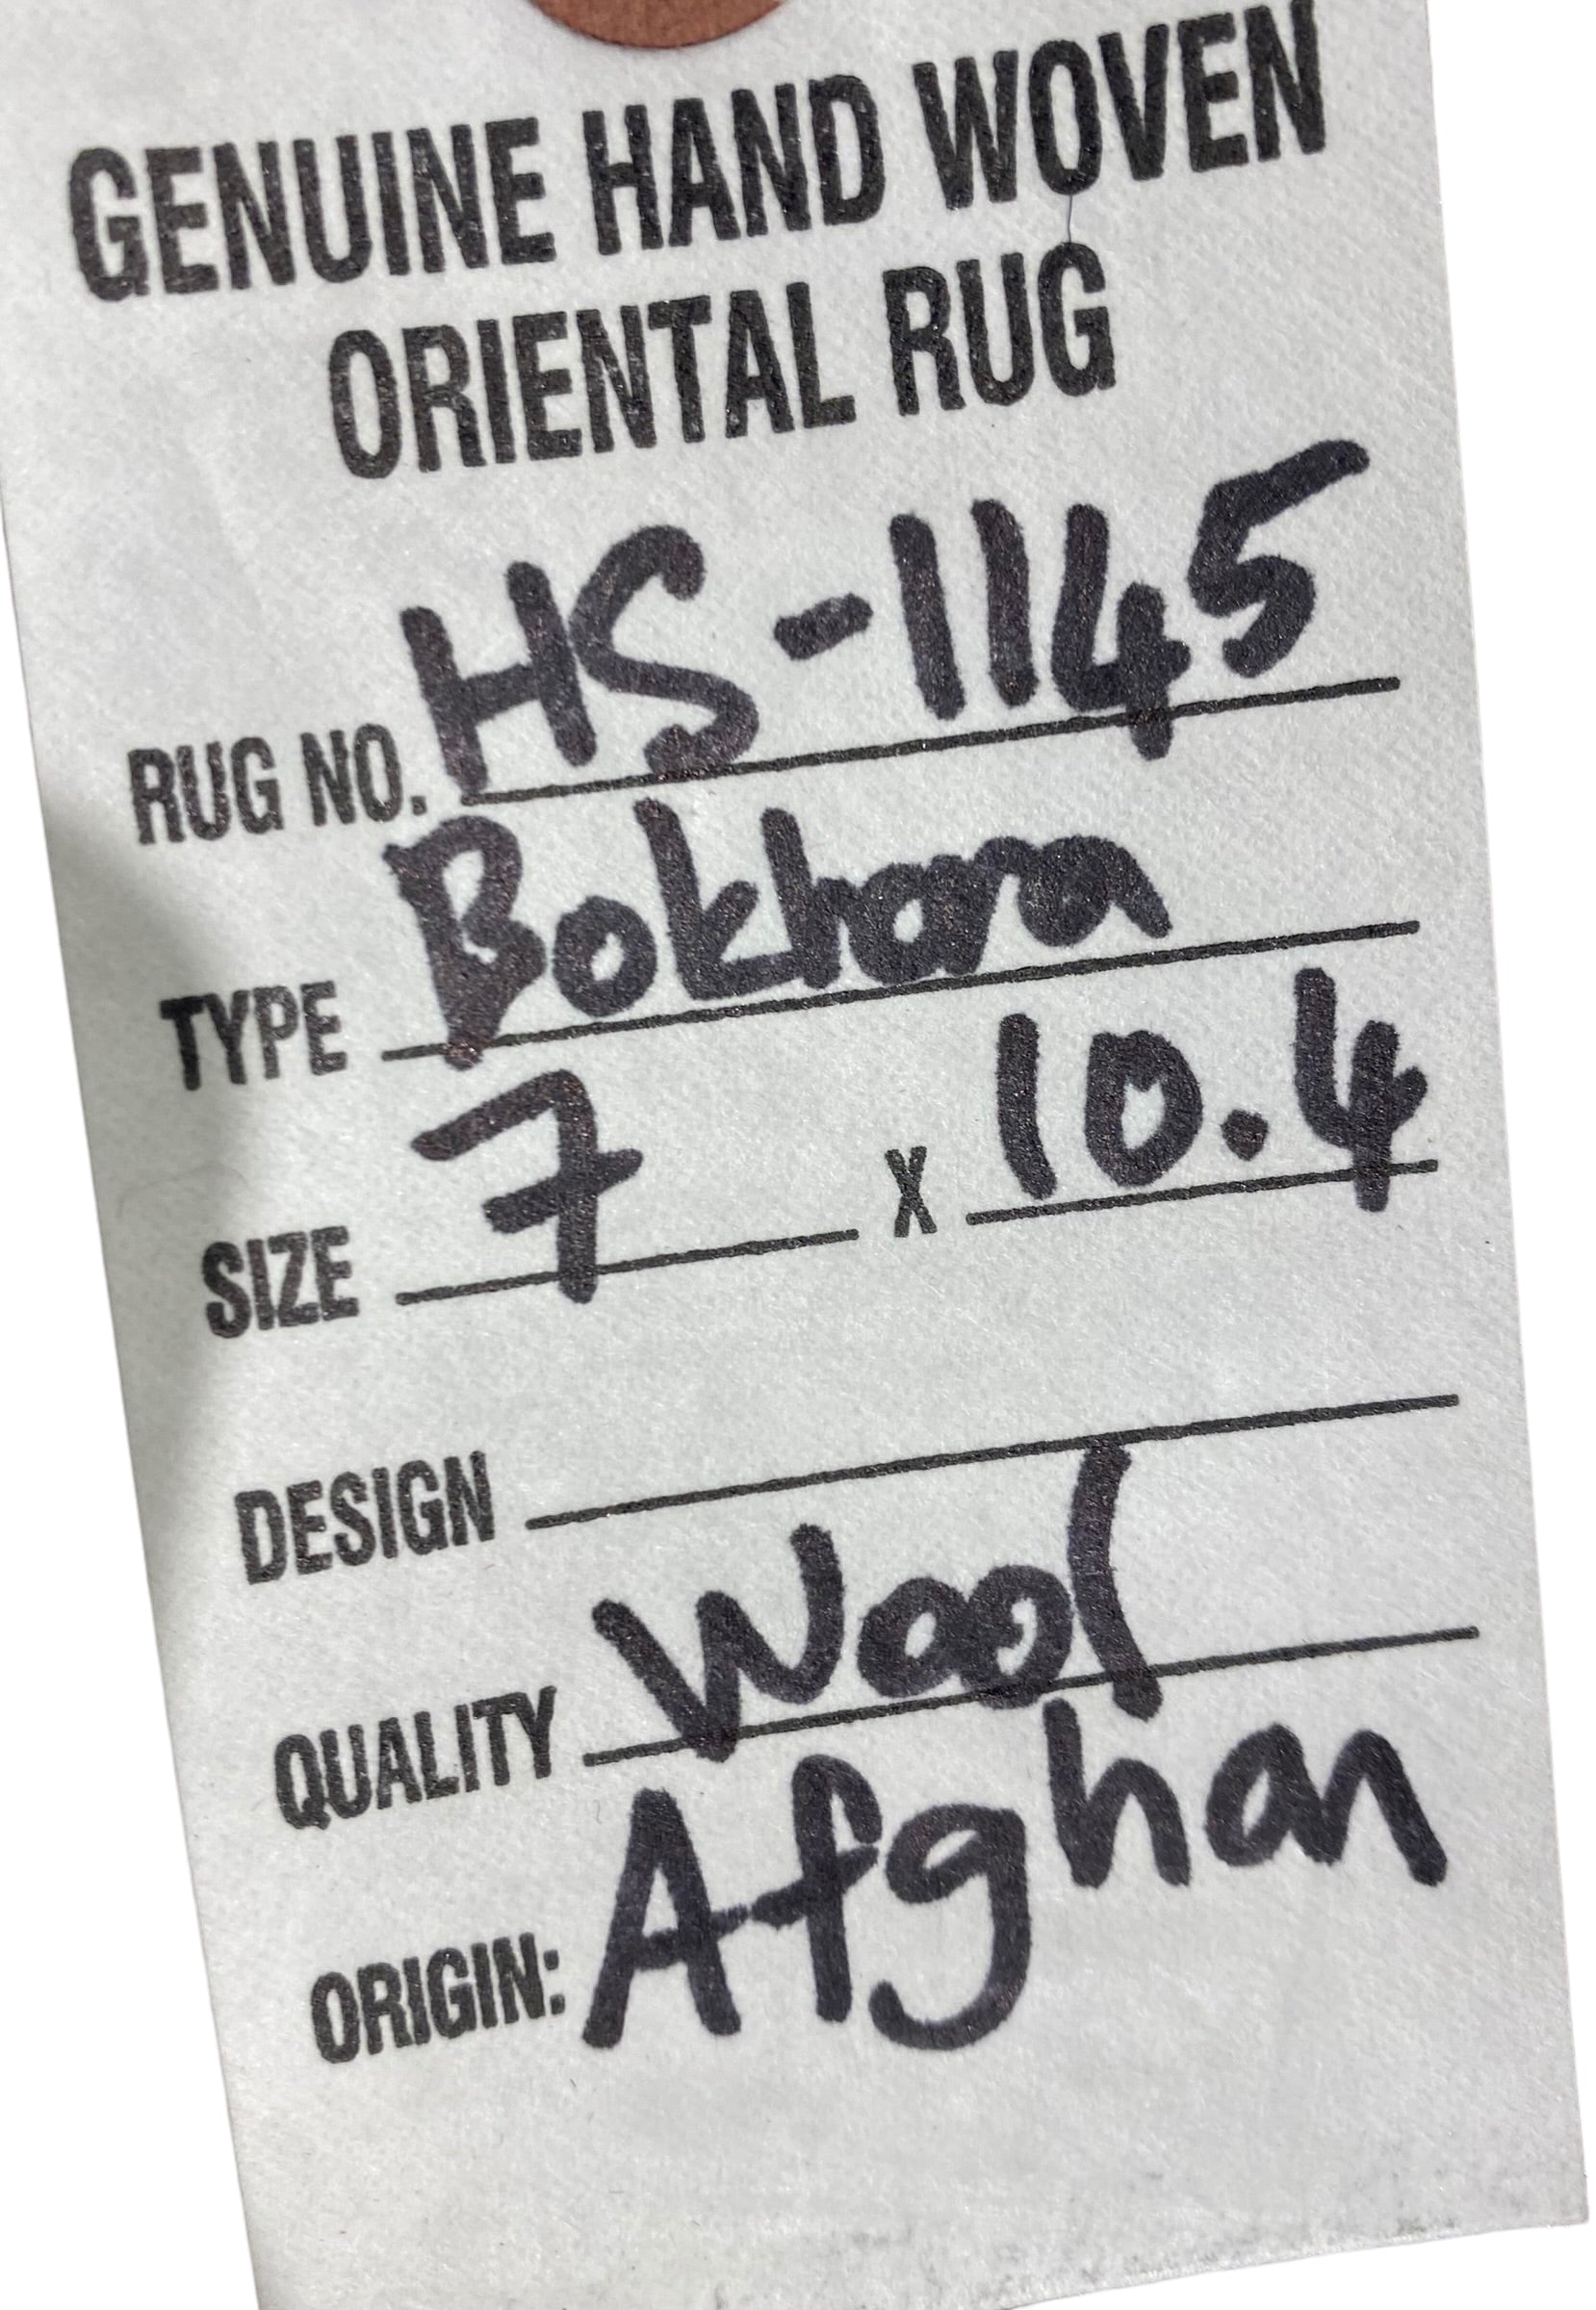 GENUINE HAND WOVEN
ORIENTAL RUG
RUG NO. HS-1145
TYPE Bokhara
SIZE 7 X 10.4
DESIGN
QUALITY Wool
ORIGIN: Afghan